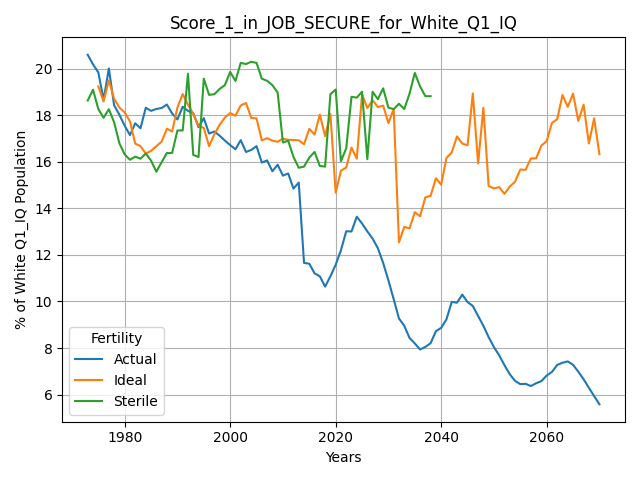 Score_1_in_JOB_SECURE_for_White_Q1_IQ
% of White Q1_IQ Population
20
18
16
14
12
10
8
6
Fertility
Actual
Ideal
Sterile
1980
2000
2020
2040
2060
Years